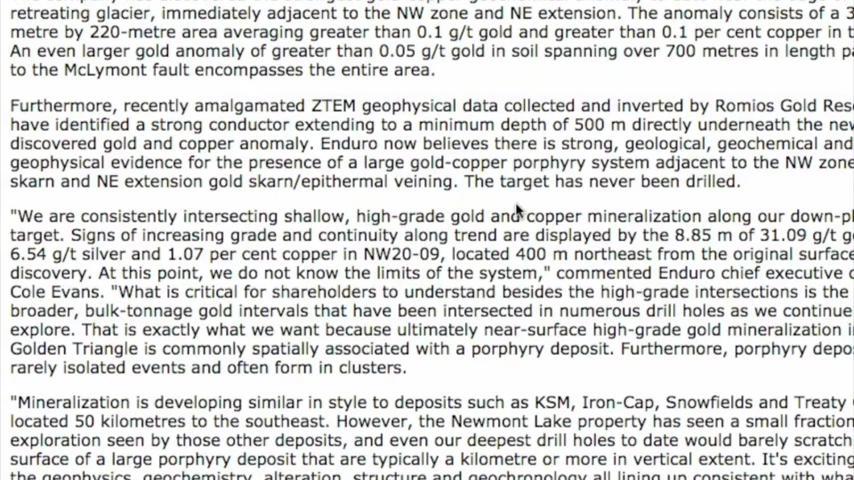 retreating glacier, immediately adjacent to the NW zone and NE extension. The anomaly consists of a 3
metre by 220-metre area averaging greater than 0.1 g/t gold and greater than 0.1 per cent copper in t
An even larger gold anomaly of greater than 0.05 g/t gold in soil spanning over 700 metres in length pa
to the McLymont fault encompasses the entire area.
Furthermore, recently amalgamated ZTEM geophysical data collected and inverted by Romios Gold Res
have identified a strong conductor extending to a minimum depth of 500 m directly underneath the new
discovered gold and copper anomaly. Enduro now believes there is strong, geological, geochemical and
geophysical evidence for the presence of a large gold-copper porphyry system adjacent to the NW zone
skarn and NE extension gold skarn/epithermal veining. The target has never been drilled.
"We are consistently intersecting shallow, high-grade gold and copper mineralization along our down-pl
target. Signs of increasing grade and continuity along trend are displayed by the 8.85 m of 31.09 g/t g
6.54 g/t silver and 1.07 per cent copper in NW20-09, located 400 m northeast from the original surface
discovery. At this point, we do not know the limits of the system," commented Enduro chief executive o
Cole Evans. "What is critical for shareholders to understand besides the high-grade intersections is the
broader, bulk-tonnage gold intervals that have been intersected in numerous drill holes as we continue
explore. That is exactly what we want because ultimately near-surface high-grade gold mineralization i
Golden Triangle is commonly spatially associated with a porphyry deposit. Furthermore, porphyry depo
rarely isolated events and often form in clusters.
"Mineralization is developing similar in style to deposits such as KSM, Iron-Cap, Snowfields and Treaty
located 50 kilometres to the southeast. However, the Newmont Lake property has seen a small fraction
exploration seen by those other deposits, and even our deepest drill holes to date would barely scratch
surface of a large porphyry deposit that are typically a kilometre or more in vertical extent. It's exciting
the geophysics, geochemistry, alteration, structure and geochronology all lining up consistent with wha